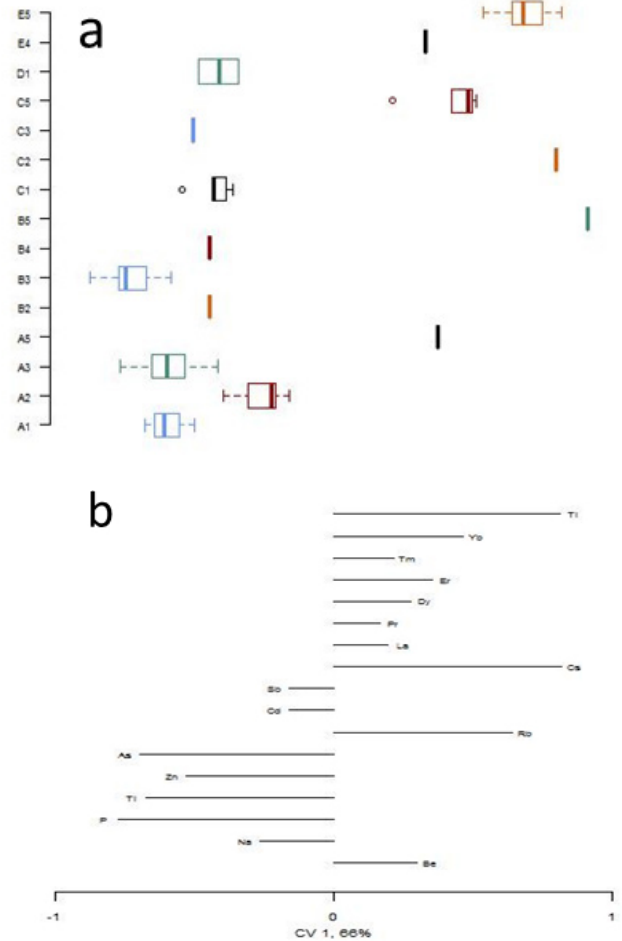 a
E5
E4
D1
C5
C3
C2
C1
B5
B4
B3
B2
A5
A3
A2
A1
b
Tl
Yb
Tm
Er
Dy
Pr
La
Cs
Sb
Cd
Rb
As
Zn
Ti
P
Na
Be
-1 0 1
CV 1, 66%